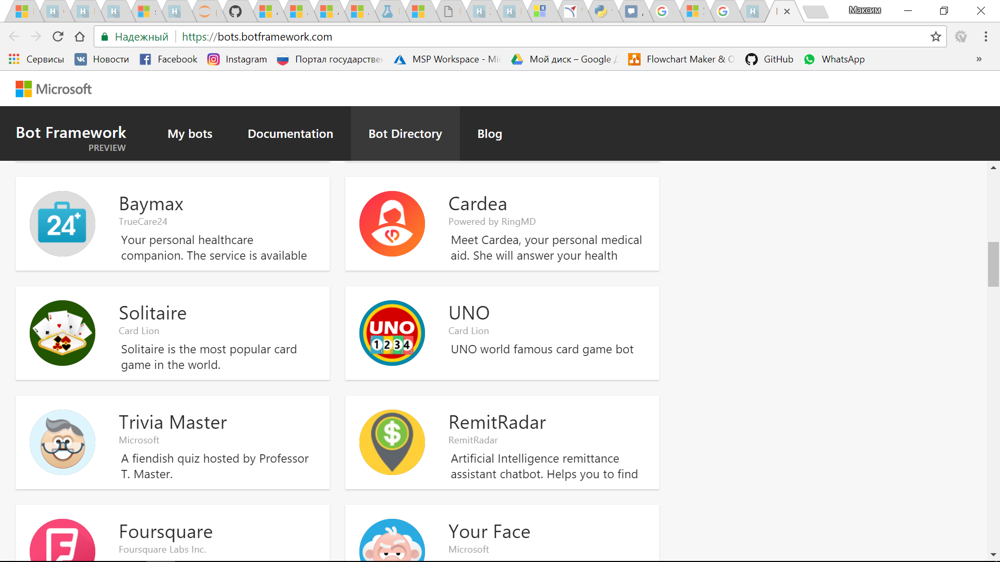 Максим
Надежный
https://bots.botframework.com
Сервисы
Новости
Facebook
Instagram
Портал государствен
MSP Workspace - Mic
Мой диск – Google
Flowchart Maker & O
GitHub
WhatsApp
»
Microsoft
Bot Framework
PREVIEW
My bots
Documentation
Bot Directory
Blog
Baymax
TrueCare24
Your personal healthcare
companion. The service is available
24+
Cardea
Powered by RingMD
Meet Cardea, your personal medical
aid. She will answer your health
Solitaire
Card Lion
Solitaire is the most popular card
game in the world.
UNO
1234
UNO
Card Lion
UNO world famous card game bot
Trivia Master
Microsoft
A fiendish quiz hosted by Professor
T. Master.
$
RemitRadar
RemitRadar
Artificial Intelligence remittance
assistant chatbot. Helps you to find
Foursquare
Foursquare Labs Inc.
Your Face
Microsoft